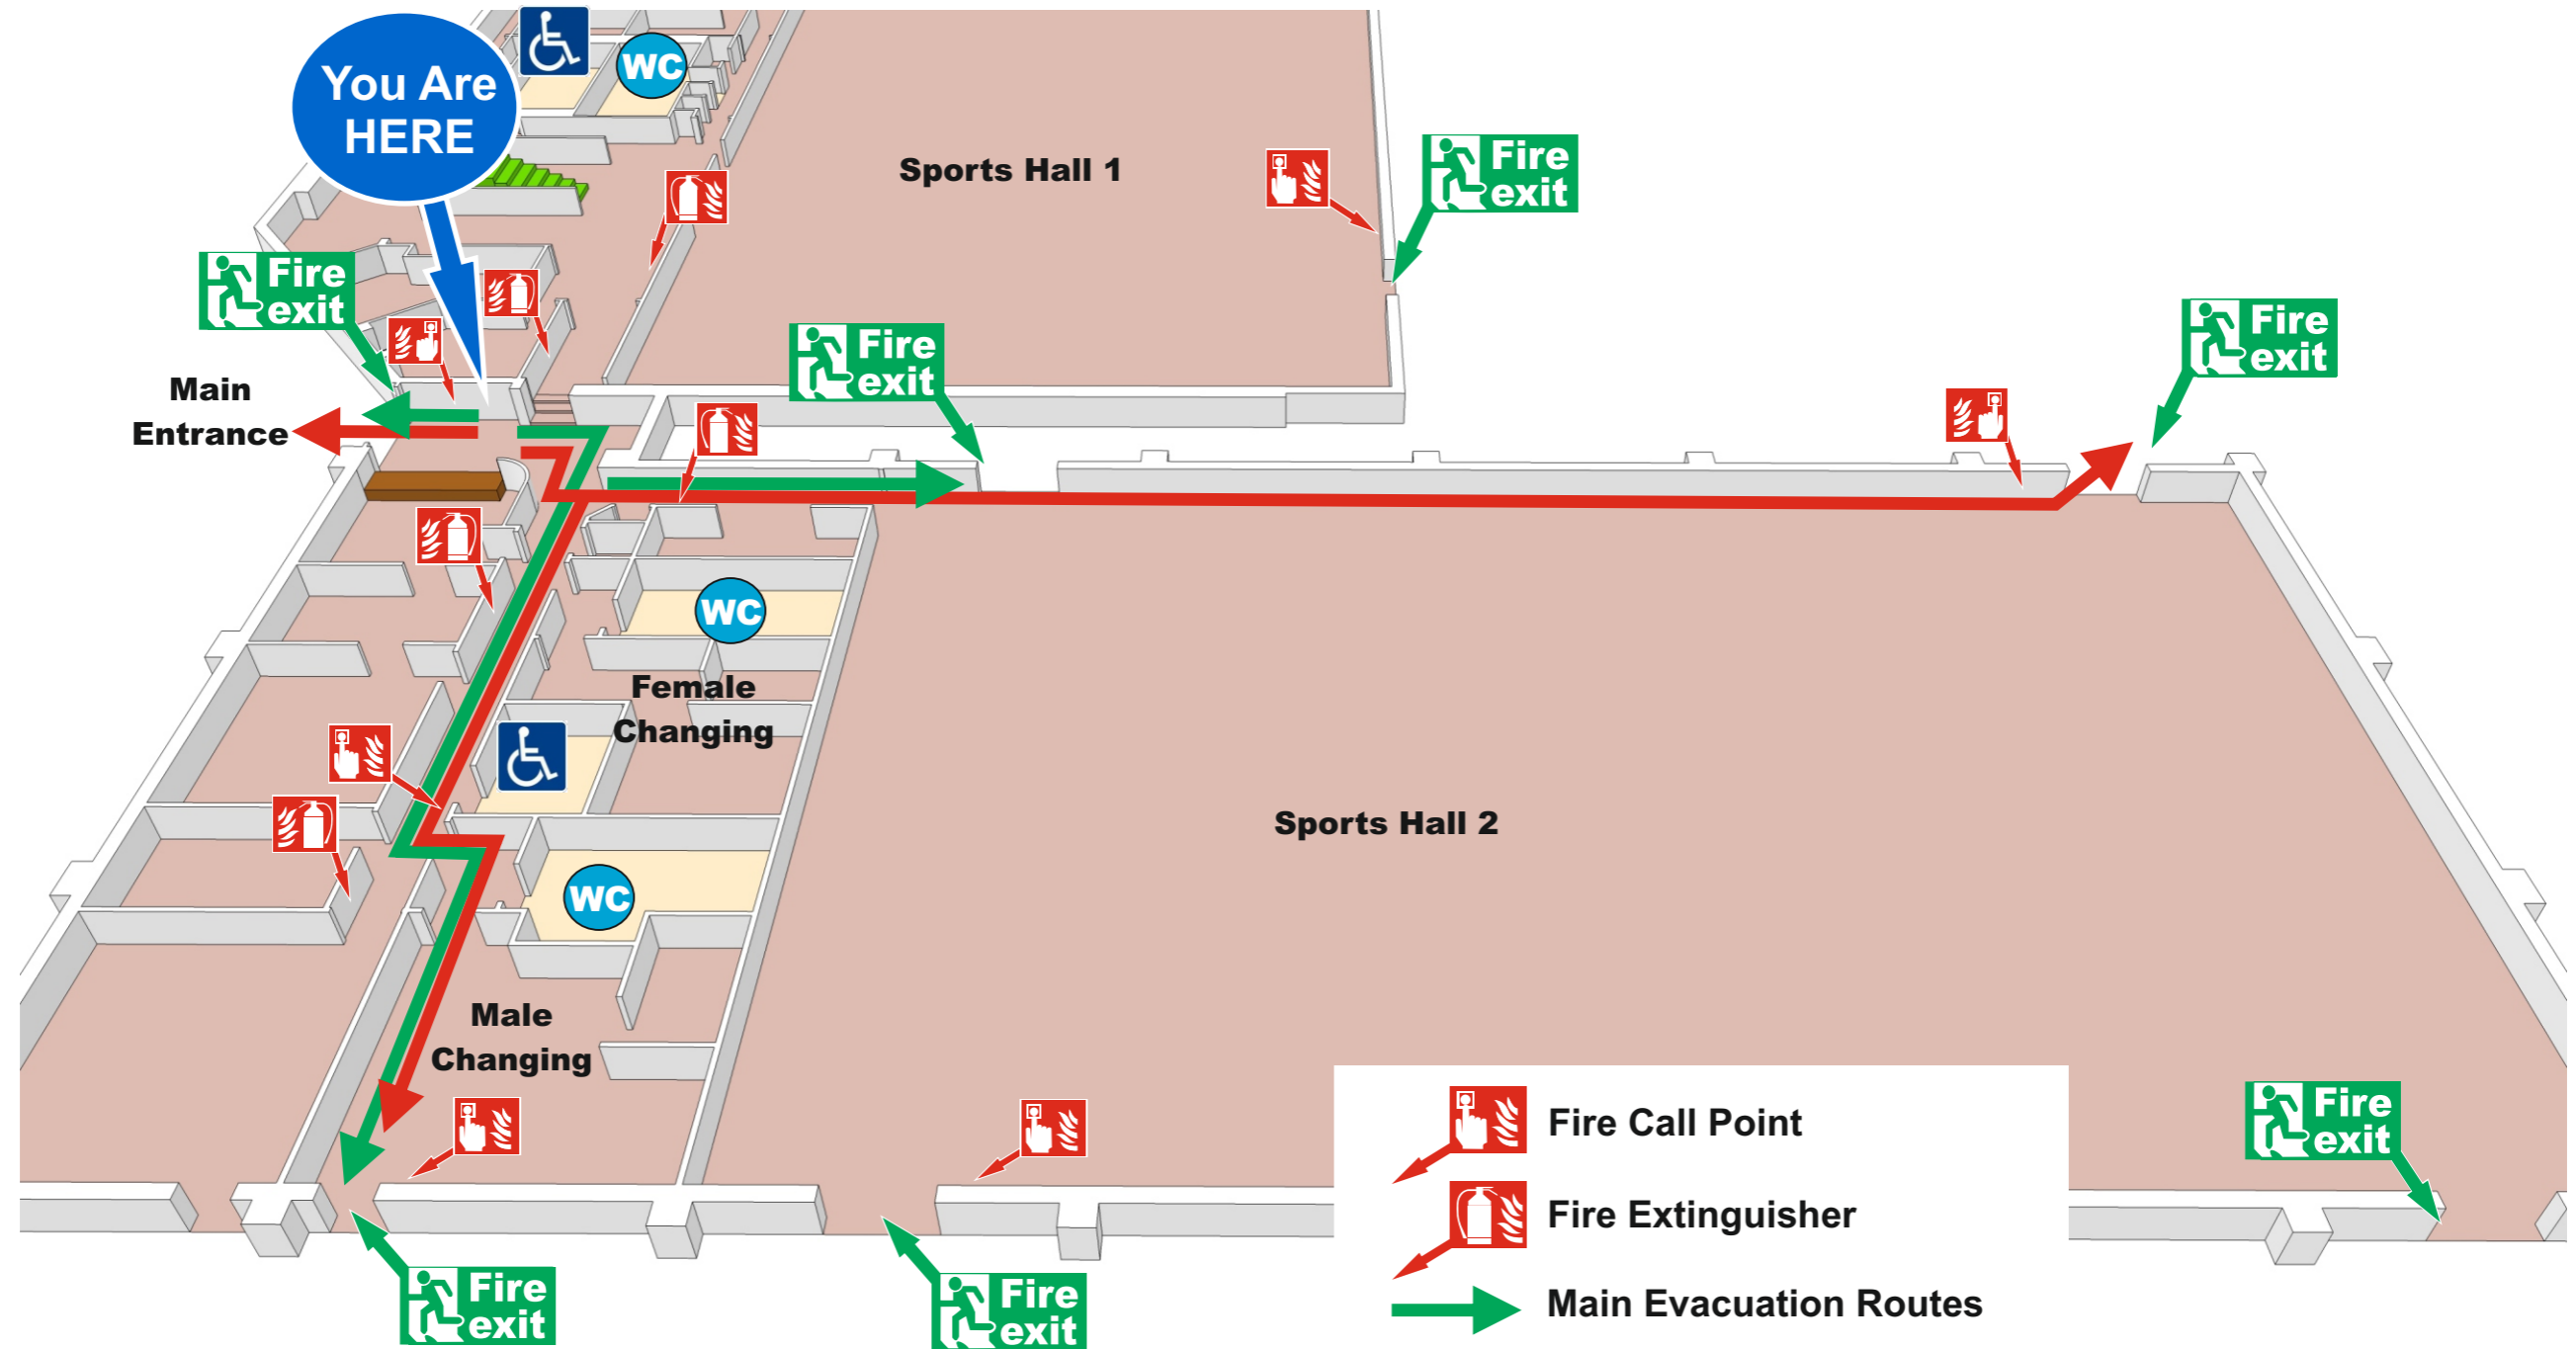 You Are
HERE
WC
Sports Hall 1
Fire
exit
Fire
exit
Fire
exit
Fire
exit
Main
Entrance
WC
Female
Changing
Sports Hall 2
WC
Male
Changing
Fire Call Point
Fire Extinguisher
Main Evacuation Routes
Fire
exit
Fire
exit
Fire
exit